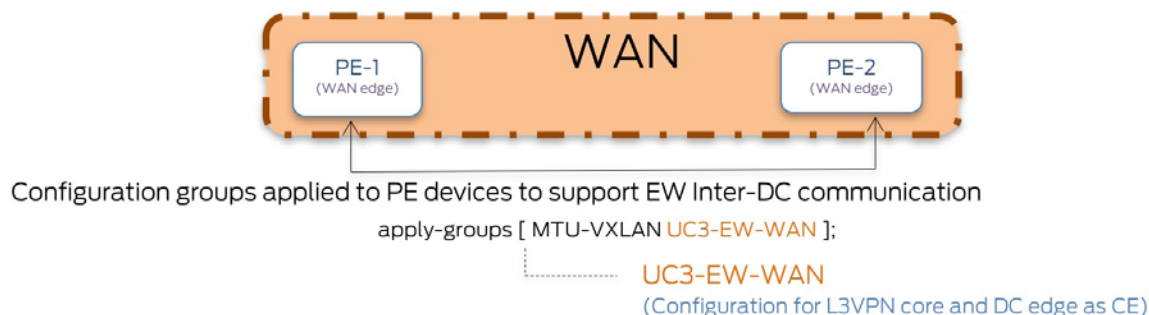 WAN
PE-1
(WAN edge)
PE-2
(WAN edge)
Configuration groups applied to PE devices to support EW Inter-DC communication
apply-groups [ MTU-VXLAN UC3-EW-WAN ];
UC3-EW-WAN
(Configuration for L3VPN core and DC edge as CE)